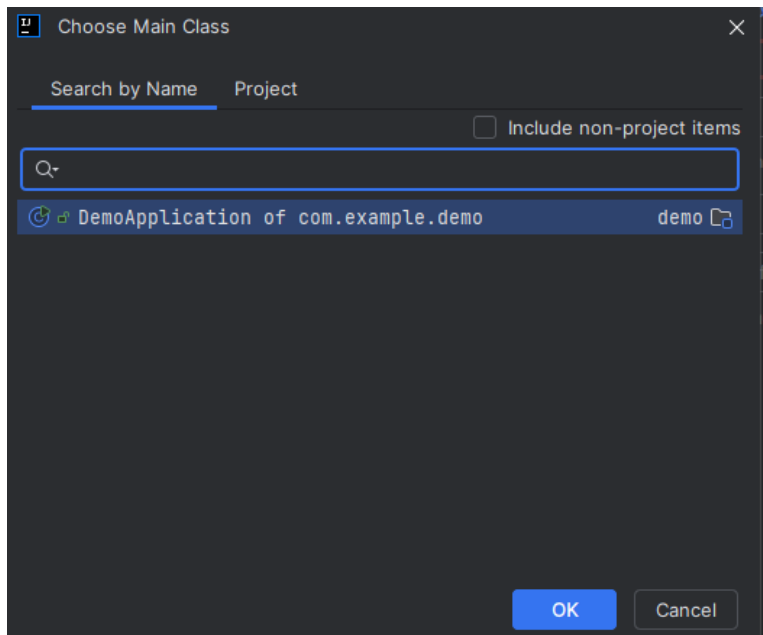 Choose Main Class
Search by Name Project
Include non-project items
DemoApplication of com.example.demo demo
OK Cancel